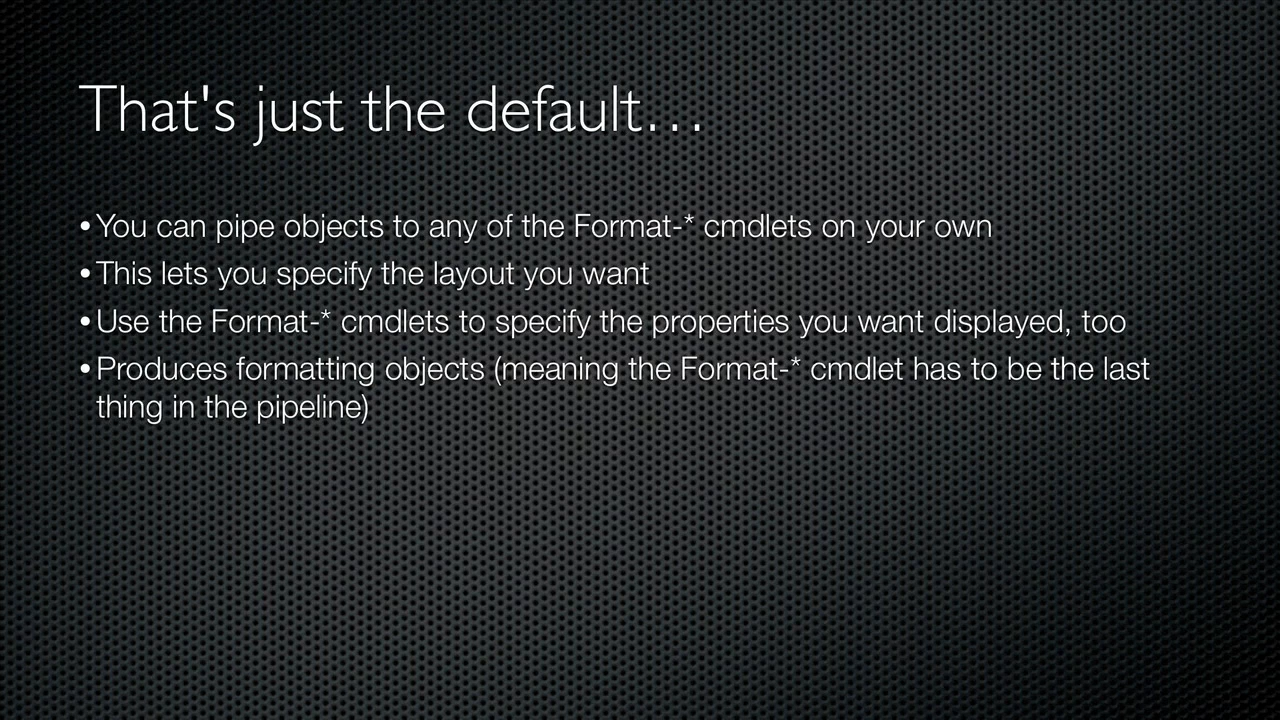 That's just the default…
• You can pipe objects to any of the Format-* cmdlets on your own
• This lets you specify the layout you want
• Use the Format-* cmdlets to specify the properties you want displayed, too
• Produces formatting objects (meaning the Format-* cmdlet has to be the last
thing in the pipeline)